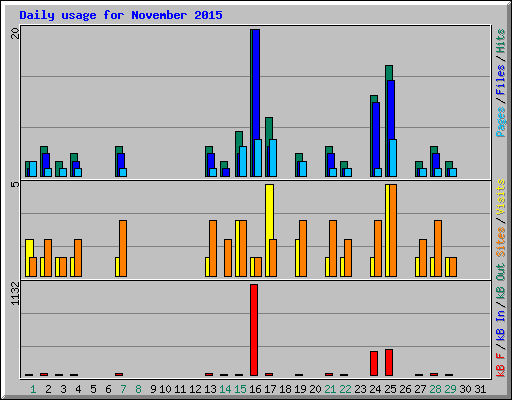 Daily usage for November 2015
20
Pages / Files / Hits
5
Sites / Visits
1132
kB F / kB In / kB Out
1 2 3 4 5 6 7 8 9 10 11 12 13 14 15 16 17 18 19 20 21 22 23 24 25 26 27 28 29 30 31